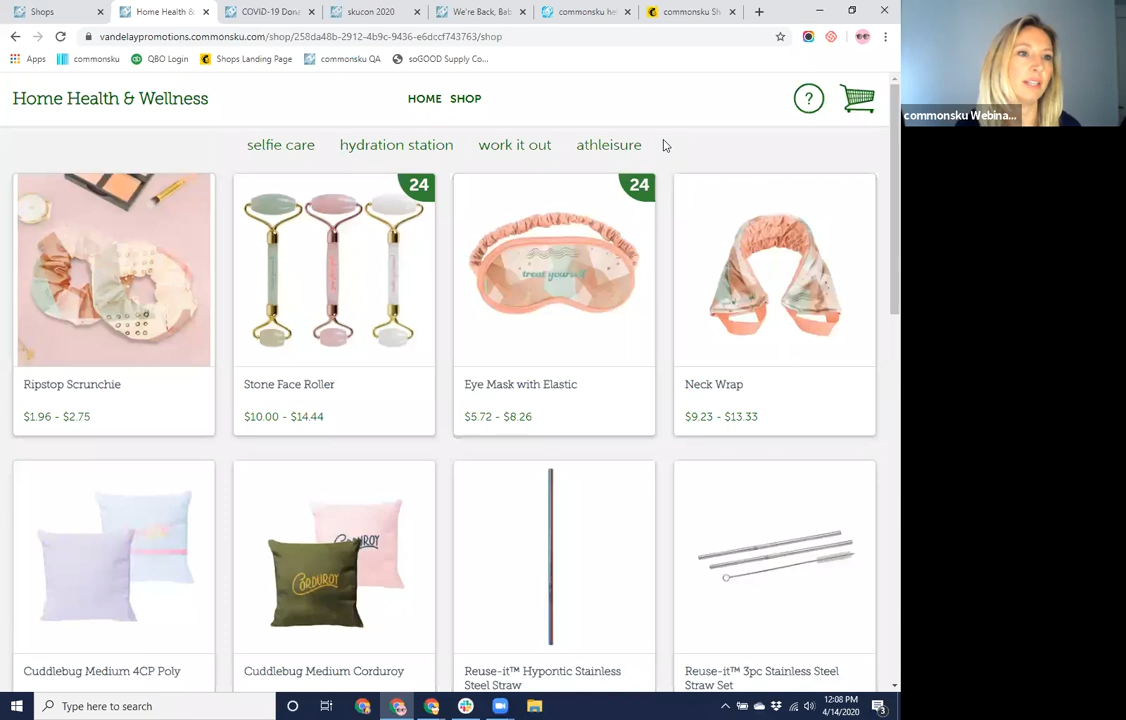 Shops
Home Health &
COVID-19 Don
skucon 2020
We're Back, Bab
commonsku he
commonsku Sh
vandelaypromotions.commonsku.com/shop/258da48b-2912-4b9c-9436-e6dccf743763/shop
Apps
commonsku
QBO Login
Shops Landing Page
commonsku QA
soGOOD Supply Co...
commonsku Webina...
Home Health & Wellness
HOME SHOP
?
selfie care
hydration station
work it out
athleisure
24
24
treat yourself
Ripstop Scrunchie
Stone Face Roller
Eye Mask with Elastic
Neck Wrap
$1.96 - $2.75
$10.00 - $14.44
$5.72 - $8.26
$9.23 - $13.33
CORDUROY
Cuddlebug Medium 4CP Poly
Cuddlebug Medium Corduroy
Reuse-it™ Hypontic Stainless
Steel Straw
Reuse-it™ 3pc Stainless Steel
Straw Set
Type here to search
12:08 PM
4/14/2020
3